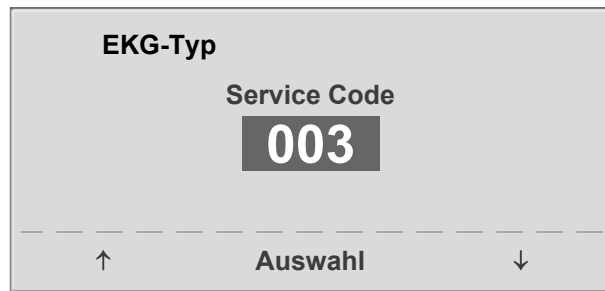 EKG-Typ
Service Code
003
↑ Auswahl ↓